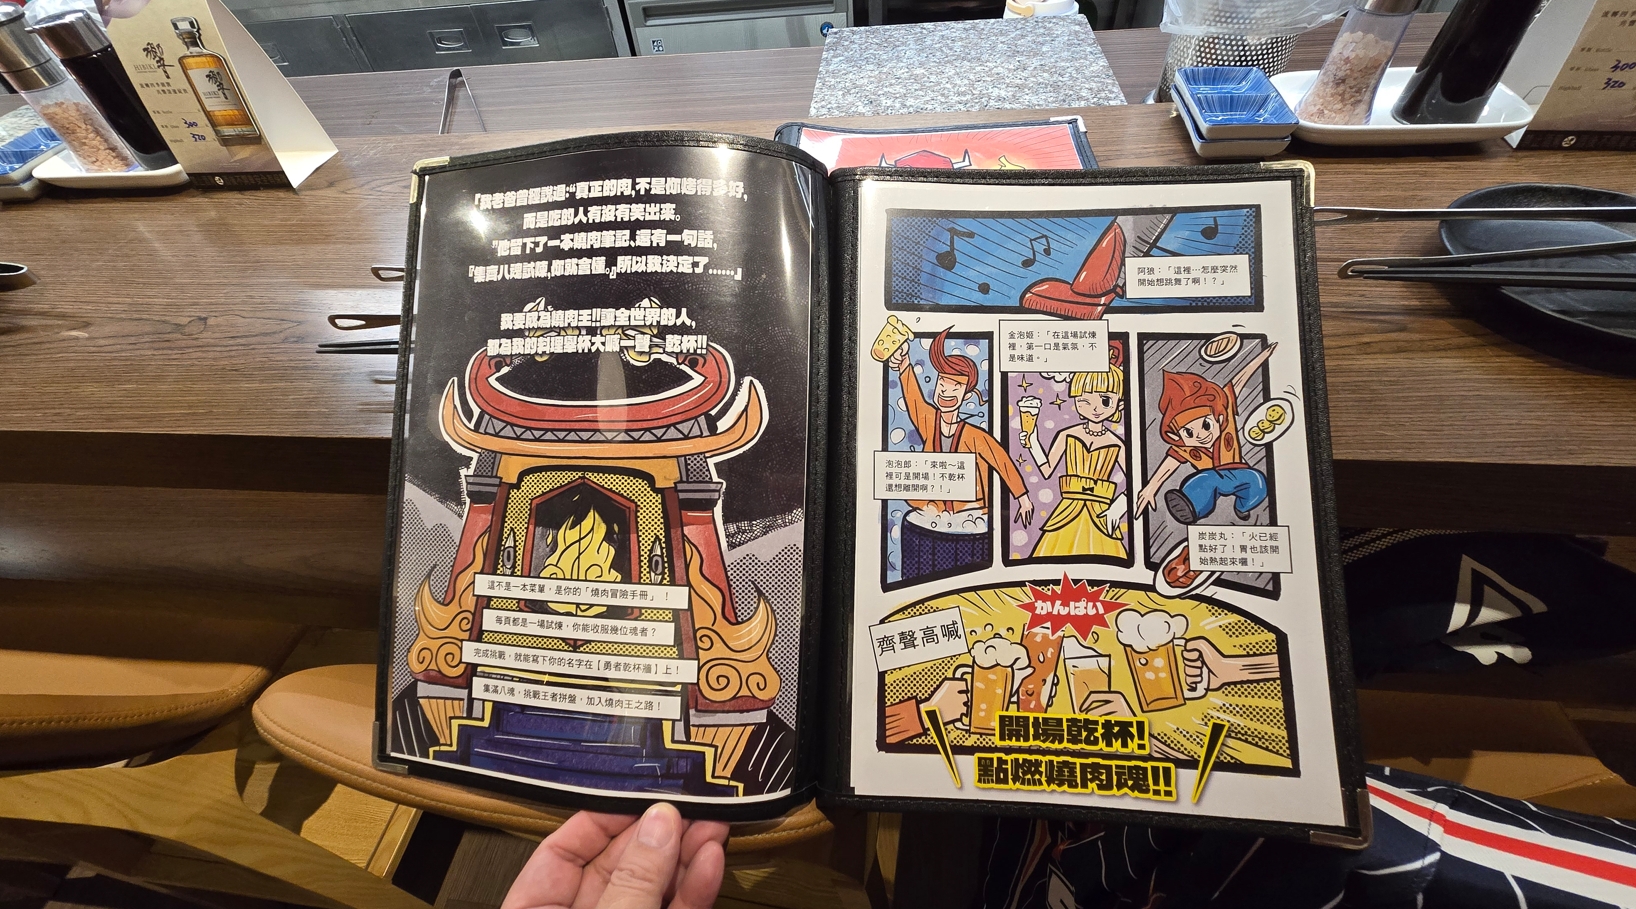 響
HIBIKI
響
300
320
300
320
「我老爸曾經說過:“真正的肉,不是你烤得多好,
而是吃的人有沒有笑出來。
”他留下了一本燒肉筆記、還有一句話,
『集齊八魂試煉,你就會懂。』所以我決定了……」
我要成為燒肉王!!讓全世界的人,
都為我的料理舉杯大喊一聲—乾杯!!
這不是一本菜單,是你的「燒肉冒險手冊」!
每頁都是一場試煉,你能收服幾位魂者?
完成挑戰,就能寫下你的名字在【勇者乾杯牆】上!
集滿八魂,挑戰王者拼盤,加入燒肉王之路!
阿狼:「這裡…怎麼突然
開始想跳舞了啊!?」
金泡姬:「在這場試煉
裡,第一口是氣氛,不
是味道。」
泡泡郎:「來啦~這
裡可是開場!不乾杯
還想離開啊?!」
炭炭丸:「火已經
點好了!胃也該開
始熱起來囉!」
かんぱい
齊聲高喊
開場乾杯!
點燃燒肉魂!!